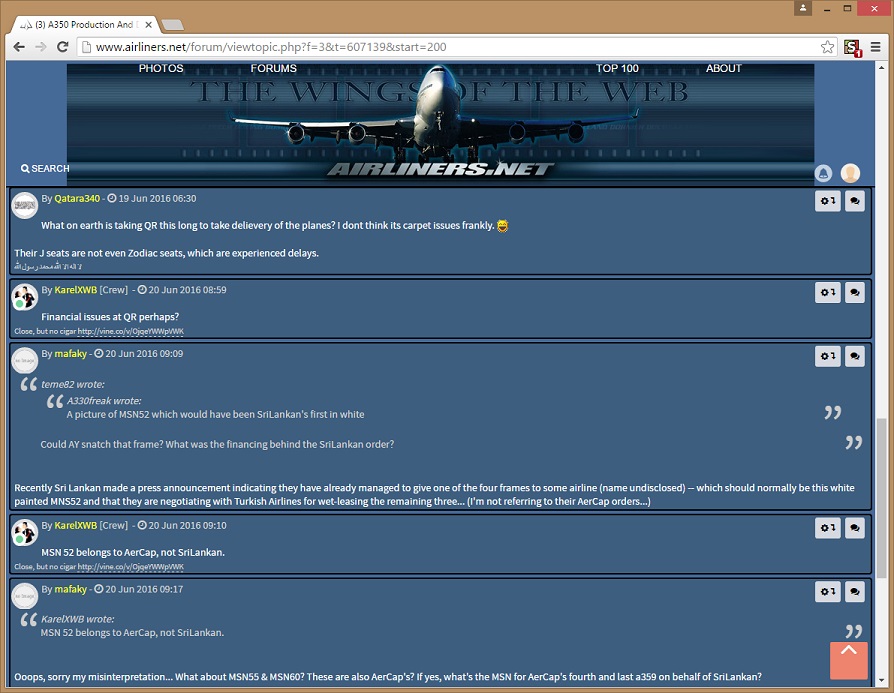 (3) A350 Production And
www.airliners.net/forum/viewtopic.php?f=3&t=607139&start=200
PHOTOS FORUMS TOP 100 ABOUT
THE WINGS OF THE WEB
AIRLINERS.NET
SEARCH
By Qatara340 - 19 Jun 2016 06:30
What on earth is taking QR this long to take delievery of the planes? I dont think its carpet issues frankly.
Their J seats are not even Zodiac seats, which are experienced delays.
لا اله الا الله محمد رسول الله
By KarelXWB [Crew] - 20 Jun 2016 08:59
Financial issues at QR perhaps?
Close, but no cigar http://vine.co/v/OjqeYWWpVWK
By mafaky - 20 Jun 2016 09:09
teme82 wrote:
A330freak wrote:
A picture of MSN52 which would have been SriLankan's first in white
Could AY snatch that frame? What was the financing behind the SriLankan order?
Recently Sri Lankan made a press announcement indicating they have already managed to give one of the four frames to some airline (name undisclosed) -- which should normally be this white
painted MNS52 and that they are negotiating with Turkish Airlines for wet-leasing the remaining three... (I'm not referring to their AerCap orders...)
By KarelXWB [Crew] - 20 Jun 2016 09:10
MSN 52 belongs to AerCap, not SriLankan.
Close, but no cigar http://vine.co/v/OjqeYWWpVWK
By mafaky - 20 Jun 2016 09:17
KarelXWB wrote:
MSN 52 belongs to AerCap, not SriLankan.
Ooops, sorry my misinterpretation... What about MSN55 & MSN60? These are also AerCap's? If yes, what's the MSN for AerCap's fourth and last a359 on behalf of SriLankan?